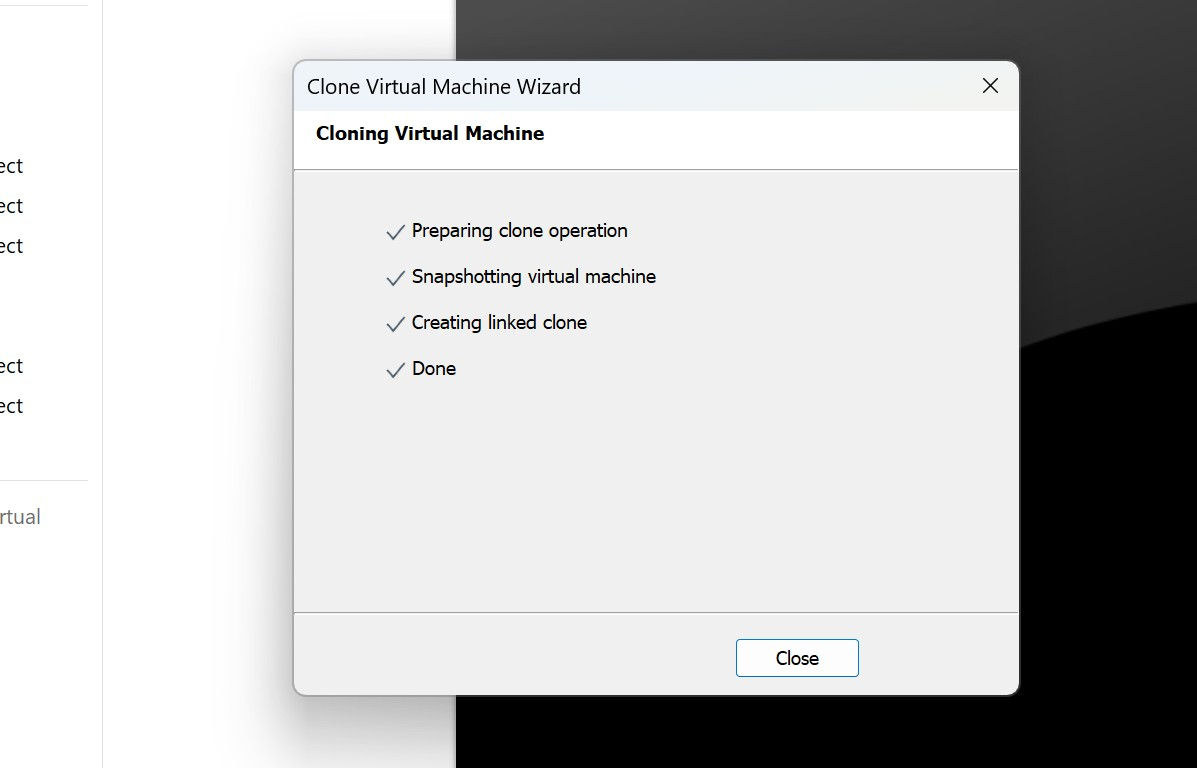 Clone Virtual Machine Wizard
Cloning Virtual Machine
ect
ect
ect
ect
ect
rtual
Preparing clone operation
Snapshotting virtual machine
Creating linked clone
Done
Close